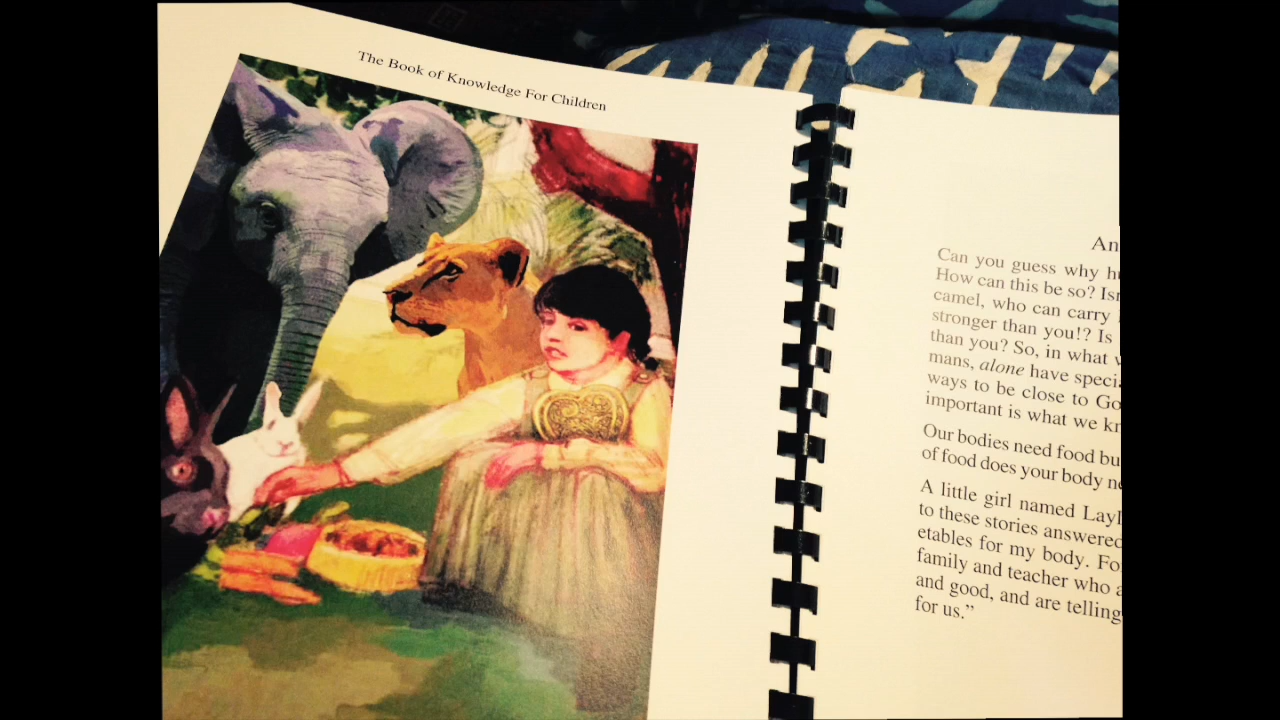 The Book of Knowledge For Children
An
Can you guess why hu
How can this be so? Isn
camel, who can carry
stronger than you!? Is
than you? So, in what w
mans, alone have specia
ways to be close to Go
important is what we kn
Our bodies need food bu
of food does your body ne
A little girl named Layl
to these stories answered
etables for my body. Fo
family and teacher who a
and good, and are telling
for us.”